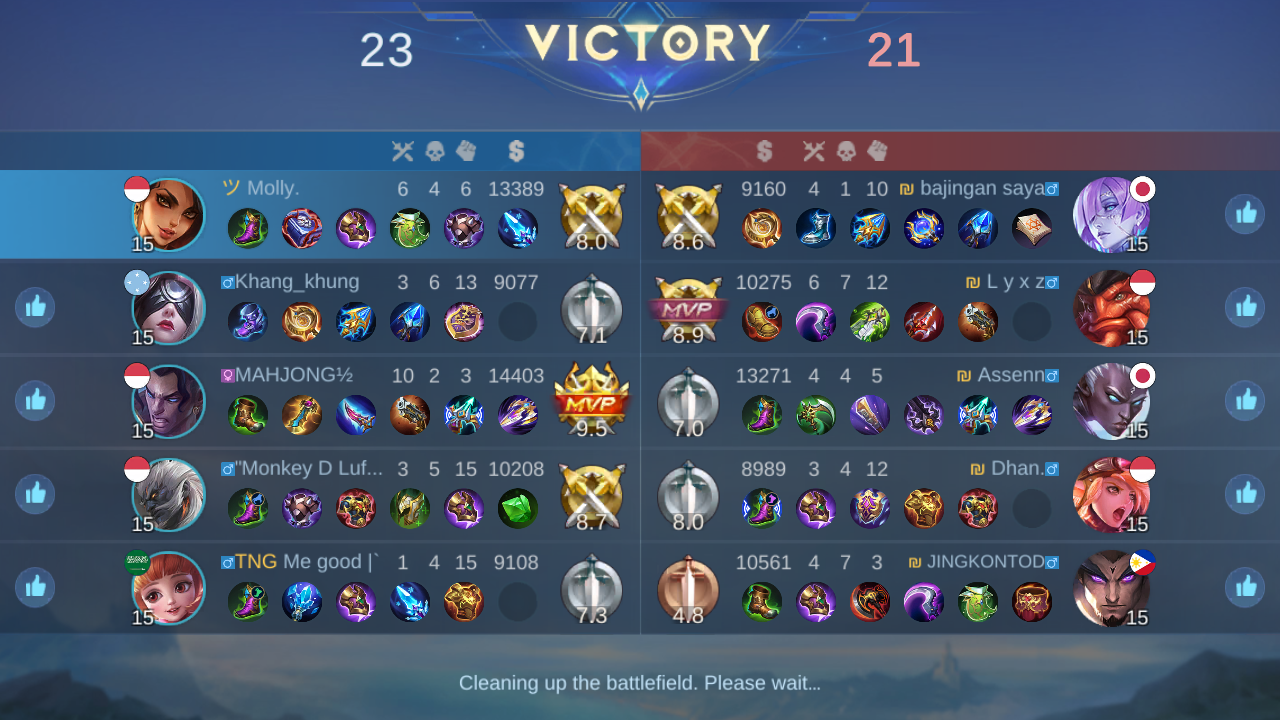 23 VICTORY 21
ツ Molly. 6 4 6 13389 8.0 15
8.6 9160 4 1 10 ₪ bajingan saya♂ 15
♂Khang_khung 3 6 13 9077 7.1 15
MVP 8.9 10275 6 7 12 ₪ L y x z♂ 15
♀MAHJONG½ 10 2 3 14403 MVP 9.5 15
7.0 13271 4 4 5 ₪ Assenn♂ 15
♂"Monkey D Luf... 3 5 15 10208 8.7 15
8.0 8989 3 4 12 ₪ Dhan.♂ 15
♂TNG Me good |` 1 4 15 9108 7.3 15
4.8 10561 4 7 3 ₪ JINGKONTOD♂ 15
Cleaning up the battlefield. Please wait...